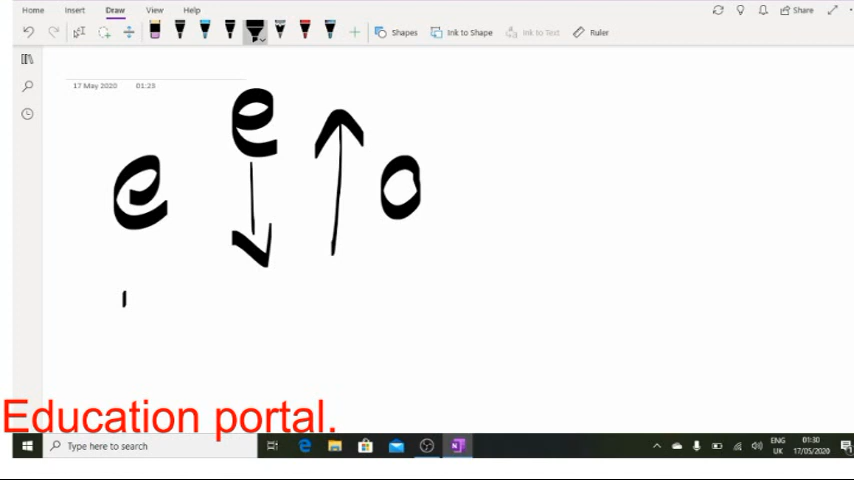 Home Insert Draw View Help Share
Shapes Ink to Shape Ink to Text Ruler
17 May 2020 01:23
e
e o
Education portal.
Type here to search
ENG 01:30
UK 17/05/2020